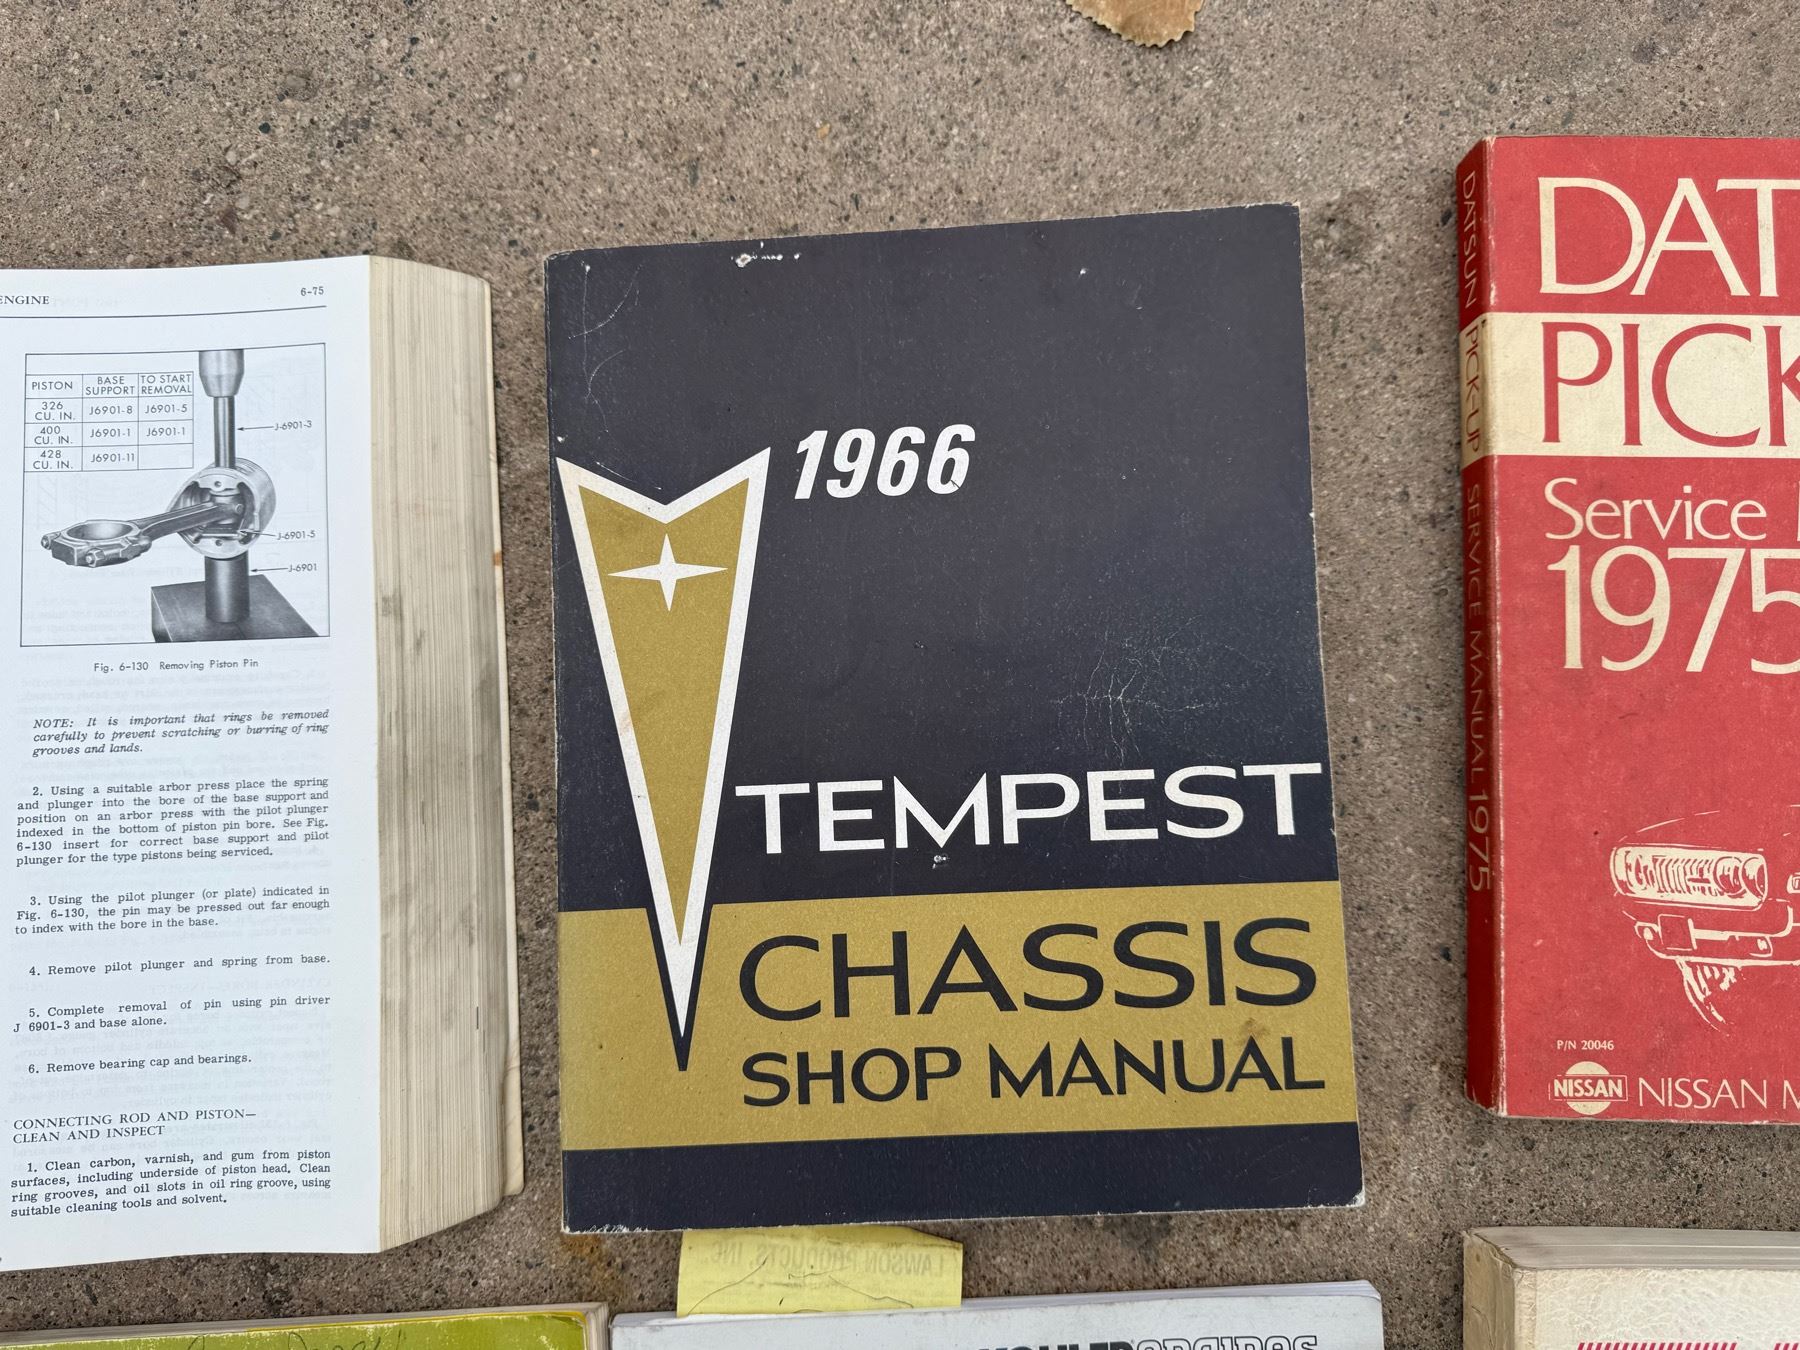 ENGINE
6-75
PISTON
BASE SUPPORT
TO START REMOVAL
326 CU. IN.
J6901-8
J6901-5
400 CU. IN.
J6901-1
J6901-1
428 CU. IN.
J6901-11
J-6901-3
J-6901-5
J-6901
Fig. 6-130 Removing Piston Pin
NOTE: It is important that rings be removed
carefully to prevent scratching or burring of ring
grooves and lands.
2. Using a suitable arbor press place the spring
and plunger into the bore of the base support and
position on an arbor press with the pilot plunger
indexed in the bottom of piston pin bore. See Fig.
6-130 insert for correct base support and pilot
plunger for the type pistons being serviced.
3. Using the pilot plunger (or plate) indicated in
Fig. 6-130, the pin may be pressed out far enough
to index with the bore in the base.
4. Remove pilot plunger and spring from base.
5. Complete removal of pin using pin driver
J 6901-3 and base alone.
6. Remove bearing cap and bearings.
CONNECTING ROD AND PISTON—
CLEAN AND INSPECT
1. Clean carbon, varnish, and gum from piston
surfaces, including underside of piston head. Clean
ring grooves, and oil slots in oil ring groove, using
suitable cleaning tools and solvent.
1966
TEMPEST
CHASSIS
SHOP MANUAL
LAWSON PRODUCTS, INC.
DATSUN PICK-UP SERVICE MANUAL 1975
DAT
PICK
Service
1975
P/N 20046
NISSAN
NISSAN M